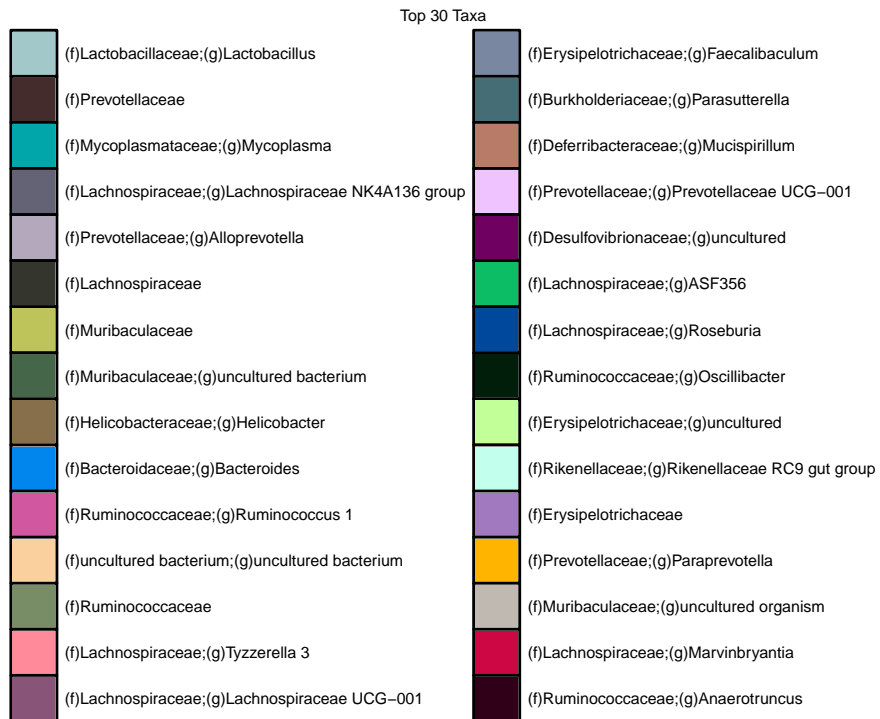 Top 30 Taxa
(f)Lactobacillaceae;(g)Lactobacillus
(f)Prevotellaceae
(f)Mycoplasmataceae;(g)Mycoplasma
(f)Lachnospiraceae;(g)Lachnospiraceae NK4A136 group
(f)Prevotellaceae;(g)Alloprevotella
(f)Lachnospiraceae
(f)Muribaculaceae
(f)Muribaculaceae;(g)uncultured bacterium
(f)Helicobacteraceae;(g)Helicobacter
(f)Bacteroidaceae;(g)Bacteroides
(f)Ruminococcaceae;(g)Ruminococcus 1
(f)uncultured bacterium;(g)uncultured bacterium
(f)Ruminococcaceae
(f)Lachnospiraceae;(g)Tyzzerella 3
(f)Lachnospiraceae;(g)Lachnospiraceae UCG−001
(f)Erysipelotrichaceae;(g)Faecalibaculum
(f)Burkholderiaceae;(g)Parasutterella
(f)Deferribacteraceae;(g)Mucispirillum
(f)Prevotellaceae;(g)Prevotellaceae UCG−001
(f)Desulfovibrionaceae;(g)uncultured
(f)Lachnospiraceae;(g)ASF356
(f)Lachnospiraceae;(g)Roseburia
(f)Ruminococcaceae;(g)Oscillibacter
(f)Erysipelotrichaceae;(g)uncultured
(f)Rikenellaceae;(g)Rikenellaceae RC9 gut group
(f)Erysipelotrichaceae
(f)Prevotellaceae;(g)Paraprevotella
(f)Muribaculaceae;(g)uncultured organism
(f)Lachnospiraceae;(g)Marvinbryantia
(f)Ruminococcaceae;(g)Anaerotruncus